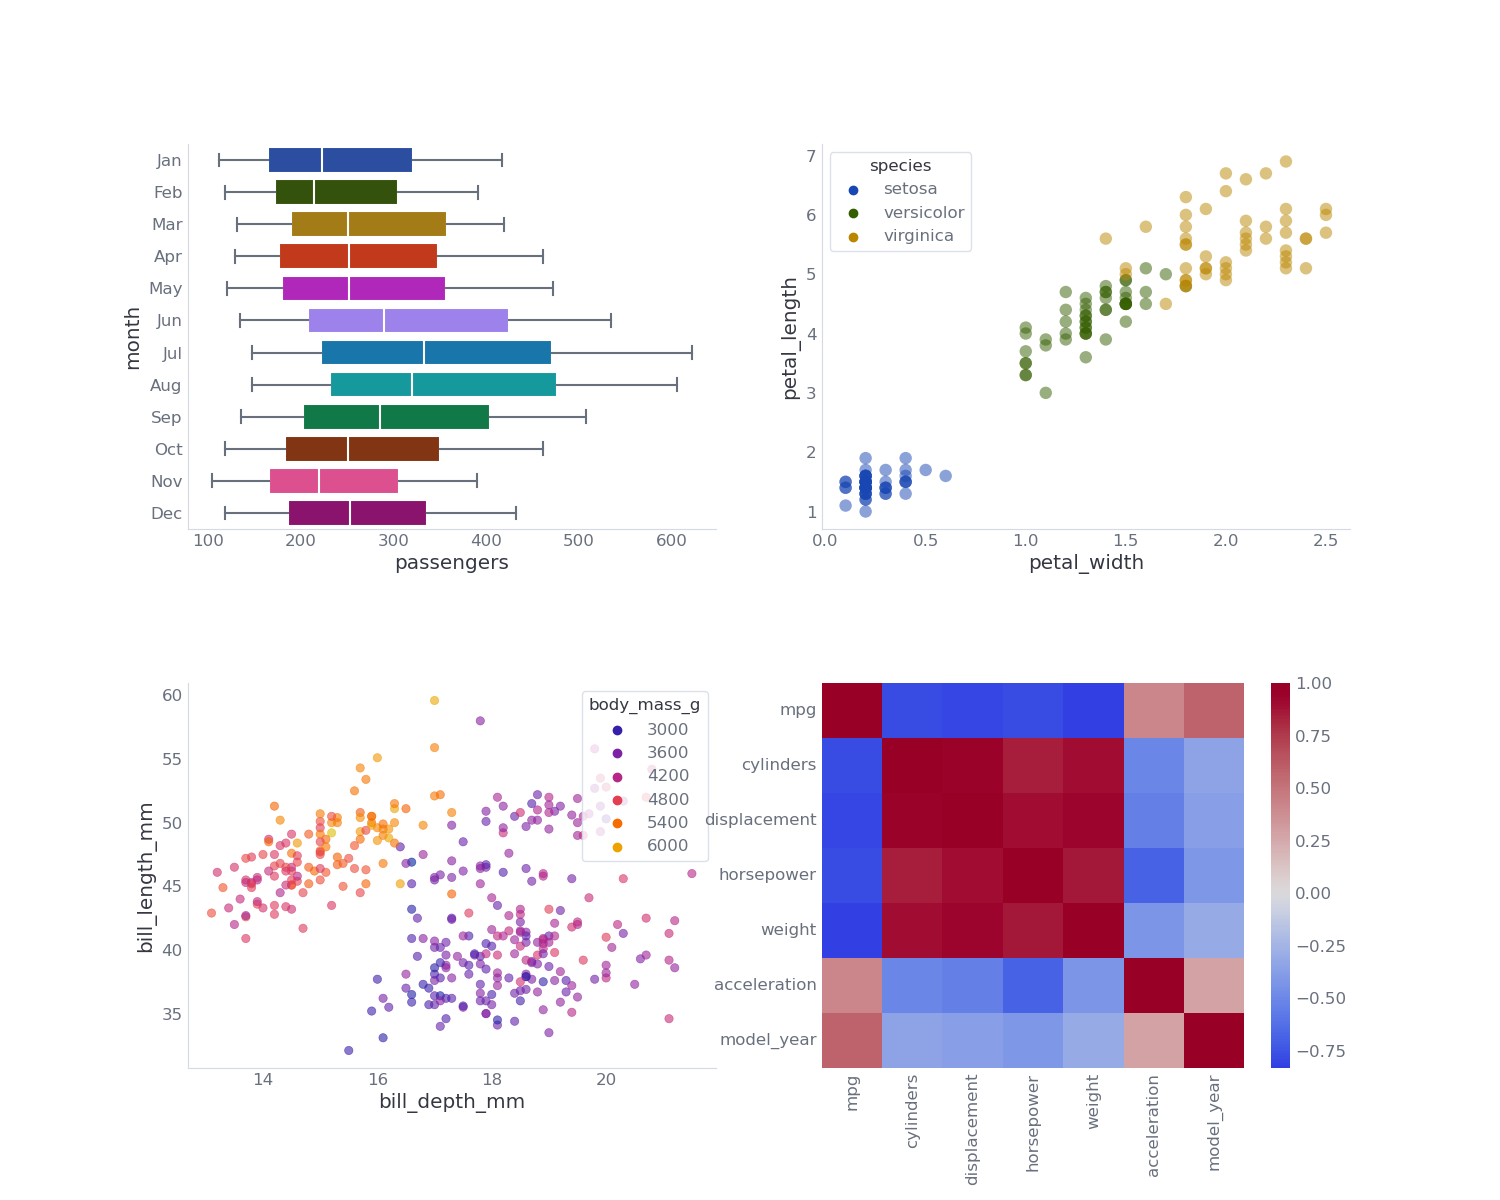 Jan
Feb
Mar
Apr
May
Jun
Jul
Aug
Sep
Oct
Nov
Dec
month
100 200 300 400 500 600
passengers
7
6
5
4
3
2
1
petal_length
species
setosa
versicolor
virginica
0.0 0.5 1.0 1.5 2.0 2.5
petal_width
60
55
50
45
40
35
bill_length_mm
body_mass_g
3000
3600
4200
4800
5400
6000
14 16 18 20
bill_depth_mm
mpg
cylinders
displacement
horsepower
weight
acceleration
model_year
mpg
cylinders
displacement
horsepower
weight
acceleration
model_year
1.00
0.75
0.50
0.25
0.00
−0.25
−0.50
−0.75